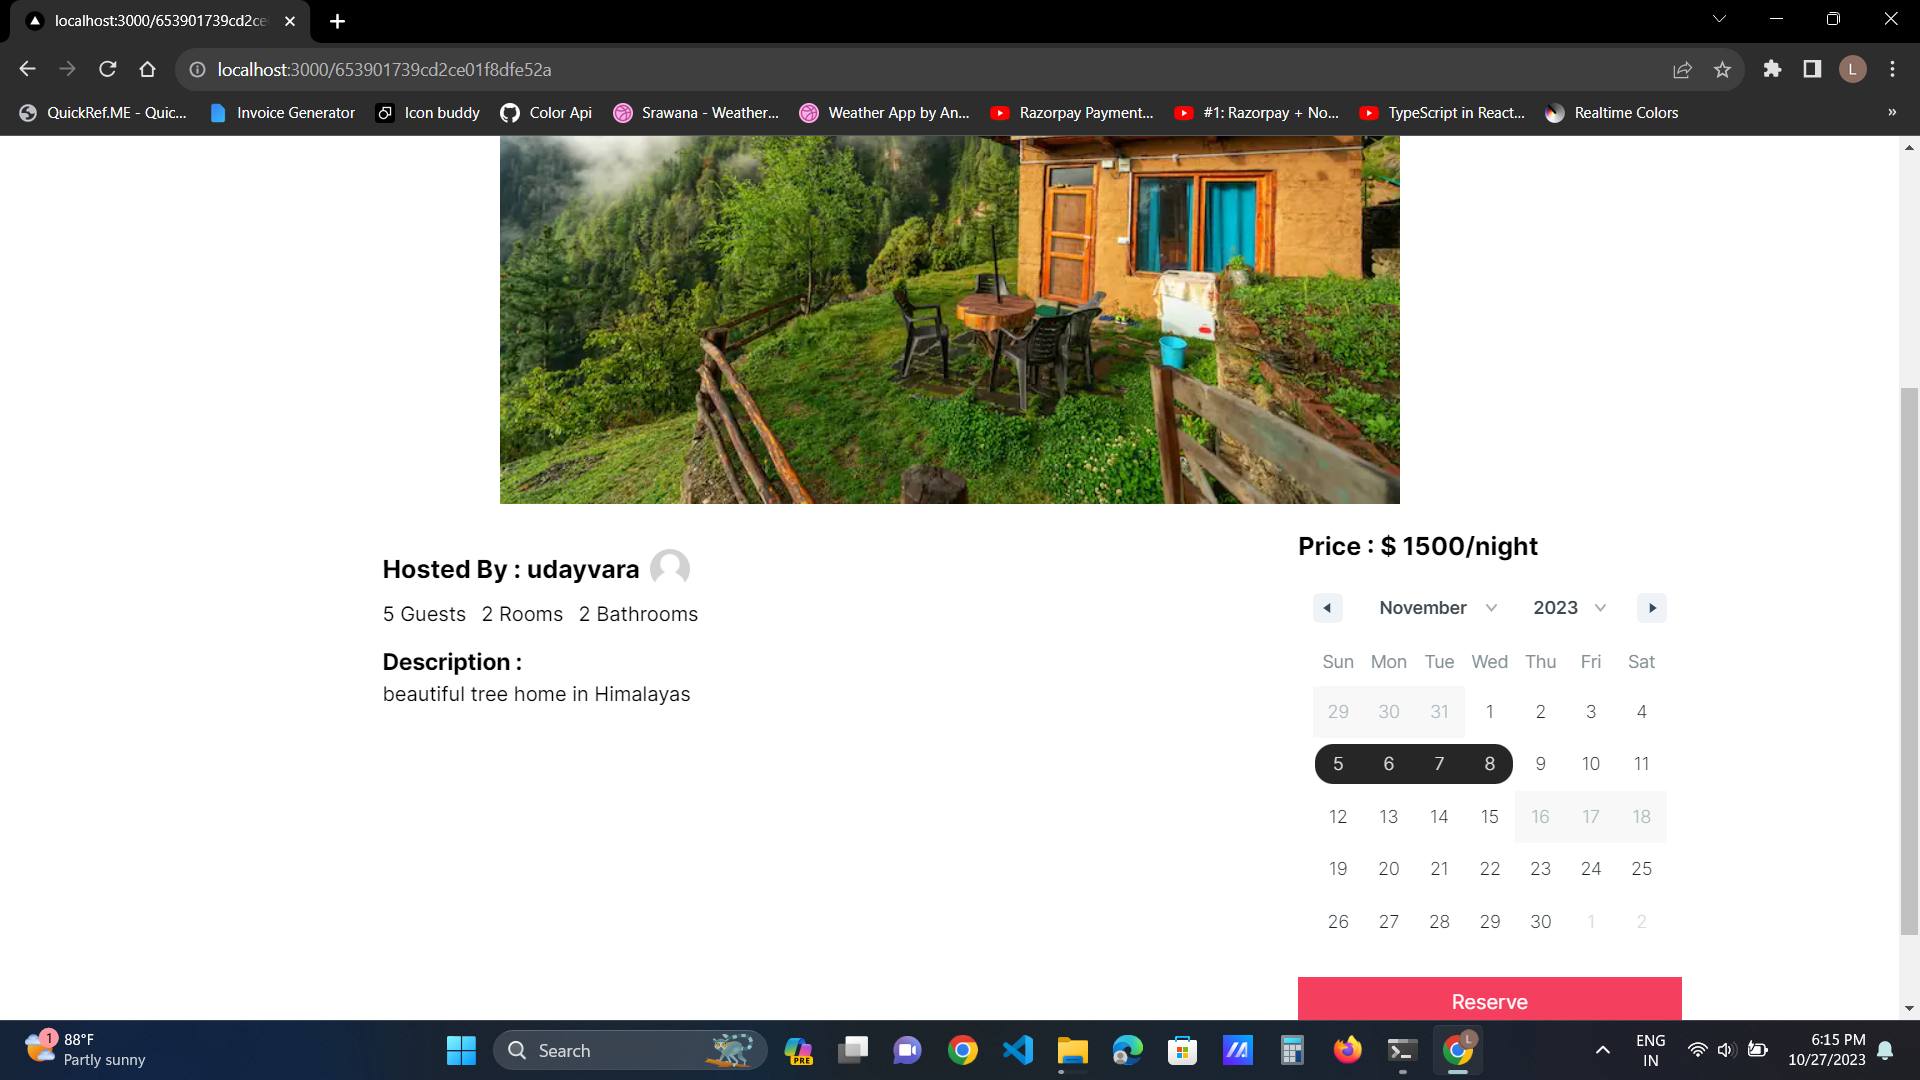 localhost:3000/653901739cd2ce
localhost:3000/653901739cd2ce01f8dfe52a
L
QuickRef.ME - Quic...
Invoice Generator
Icon buddy
Color Api
Srawana - Weather...
Weather App by An...
Razorpay Payment...
#1: Razorpay + No...
TypeScript in React...
Realtime Colors
»
Hosted By : udayvara
5 Guests 2 Rooms 2 Bathrooms
Description :
beautiful tree home in Himalayas
Price : $ 1500/night
November 2023
Sun Mon Tue Wed Thu Fri Sat
29 30 31 1 2 3 4
5 6 7 8 9 10 11
12 13 14 15 16 17 18
19 20 21 22 23 24 25
26 27 28 29 30 1 2
Reserve
1
88°F
Partly sunny
Search
PRE
L
ENG
IN
6:15 PM
10/27/2023